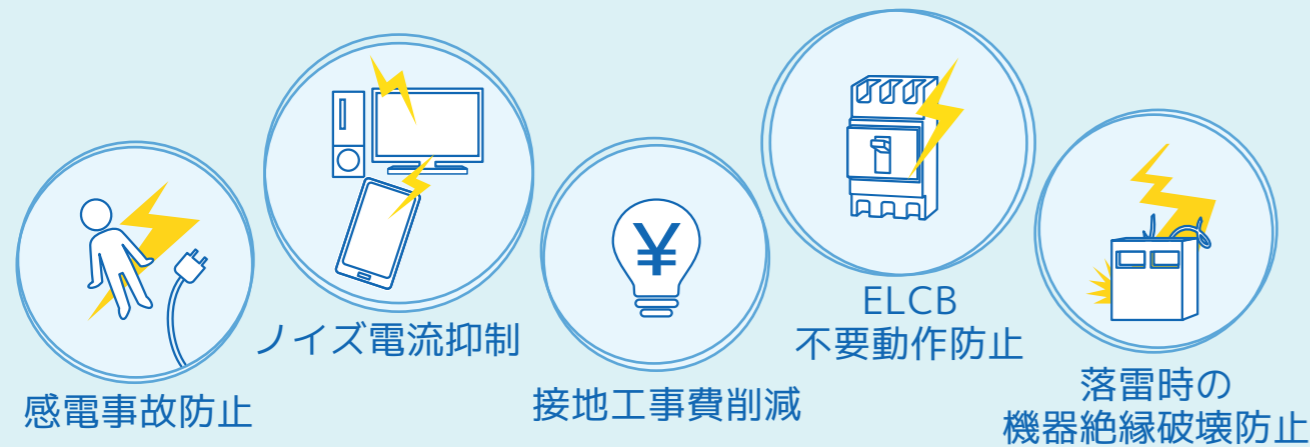 感電事故防止
ノイズ電流抑制
¥
接地工事費削減
ELCB
不要動作防止
落雷時の
機器絶縁破壊防止